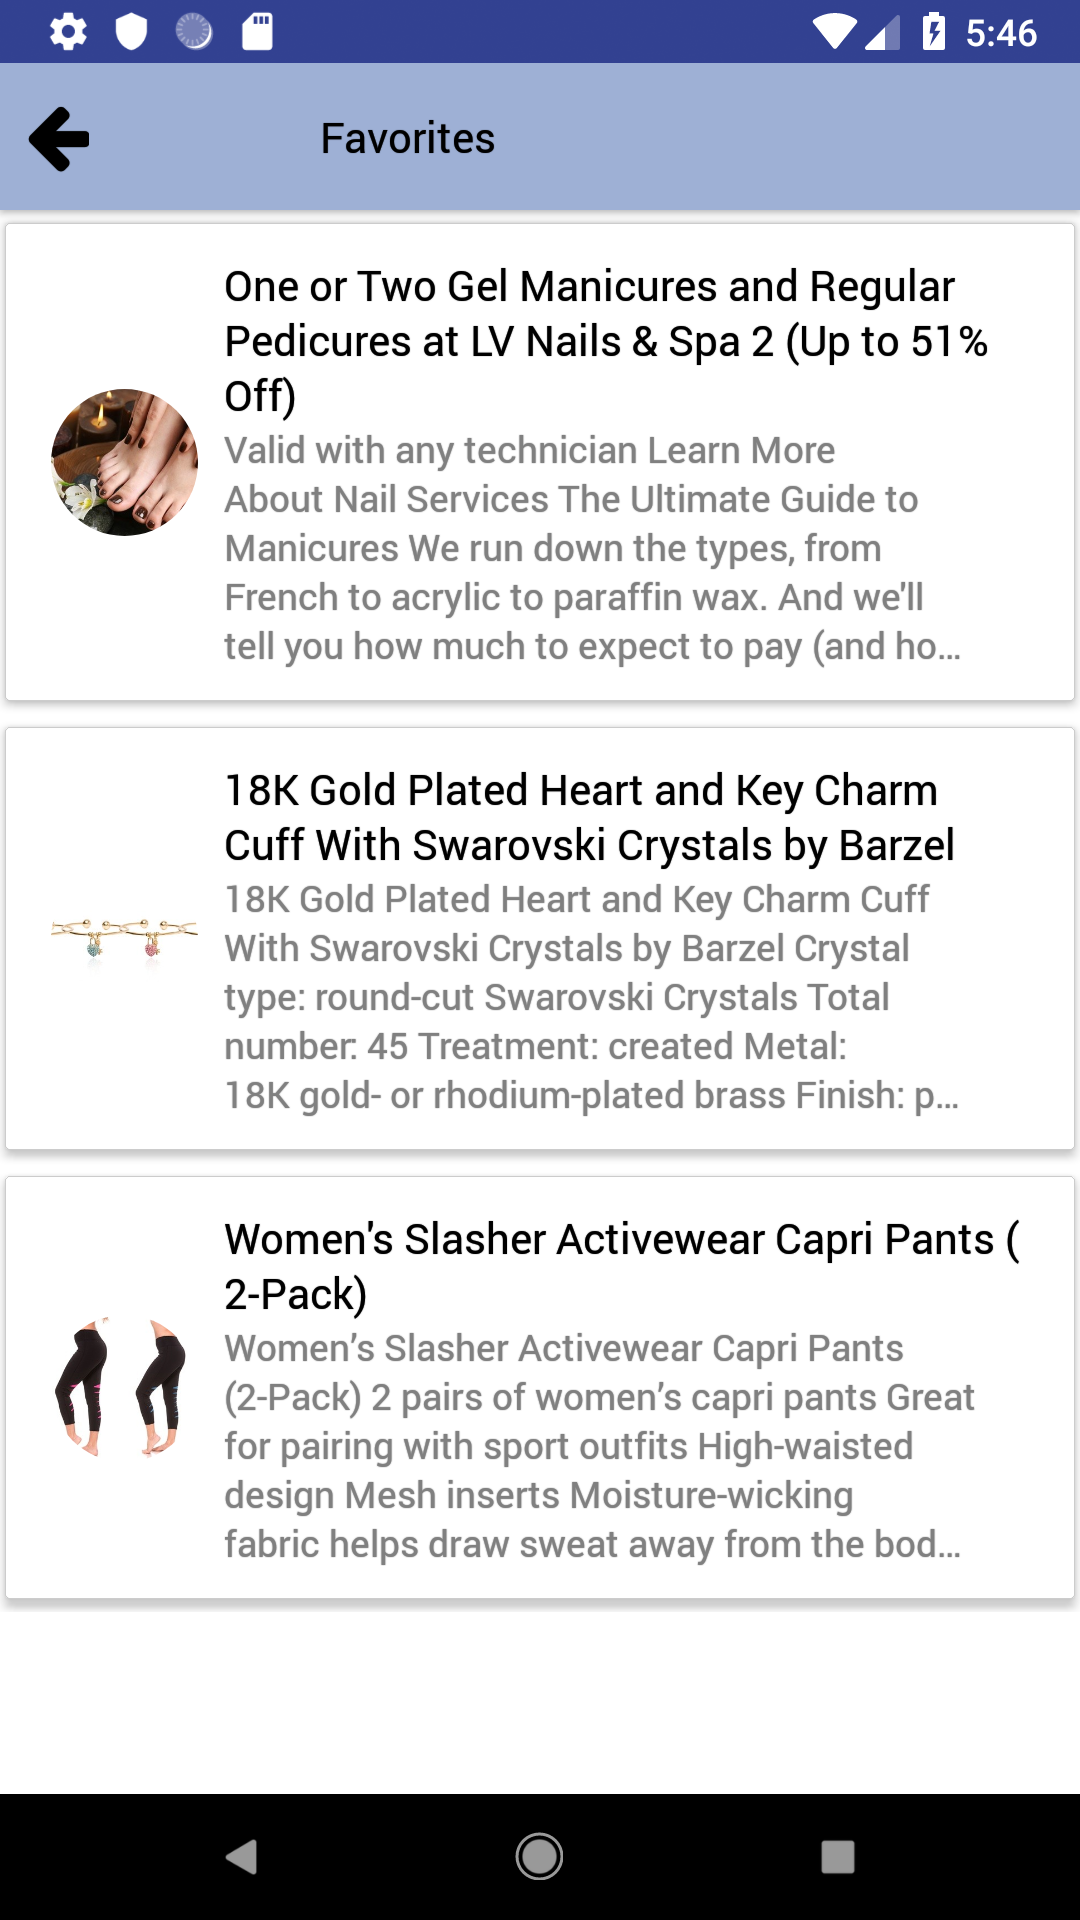 5:46
Favorites
One or Two Gel Manicures and Regular
Pedicures at LV Nails & Spa 2 (Up to 51%
Off)
Valid with any technician Learn More
About Nail Services The Ultimate Guide to
Manicures We run down the types, from
French to acrylic to paraffin wax. And we'll
tell you how much to expect to pay (and ho...
18K Gold Plated Heart and Key Charm
Cuff With Swarovski Crystals by Barzel
18K Gold Plated Heart and Key Charm Cuff
With Swarovski Crystals by Barzel Crystal
type: round-cut Swarovski Crystals Total
number: 45 Treatment: created Metal:
18K gold- or rhodium-plated brass Finish: p...
Women's Slasher Activewear Capri Pants (
2-Pack)
Women’s Slasher Activewear Capri Pants
(2-Pack) 2 pairs of women’s capri pants Great
for pairing with sport outfits High-waisted
design Mesh inserts Moisture-wicking
fabric helps draw sweat away from the bod...